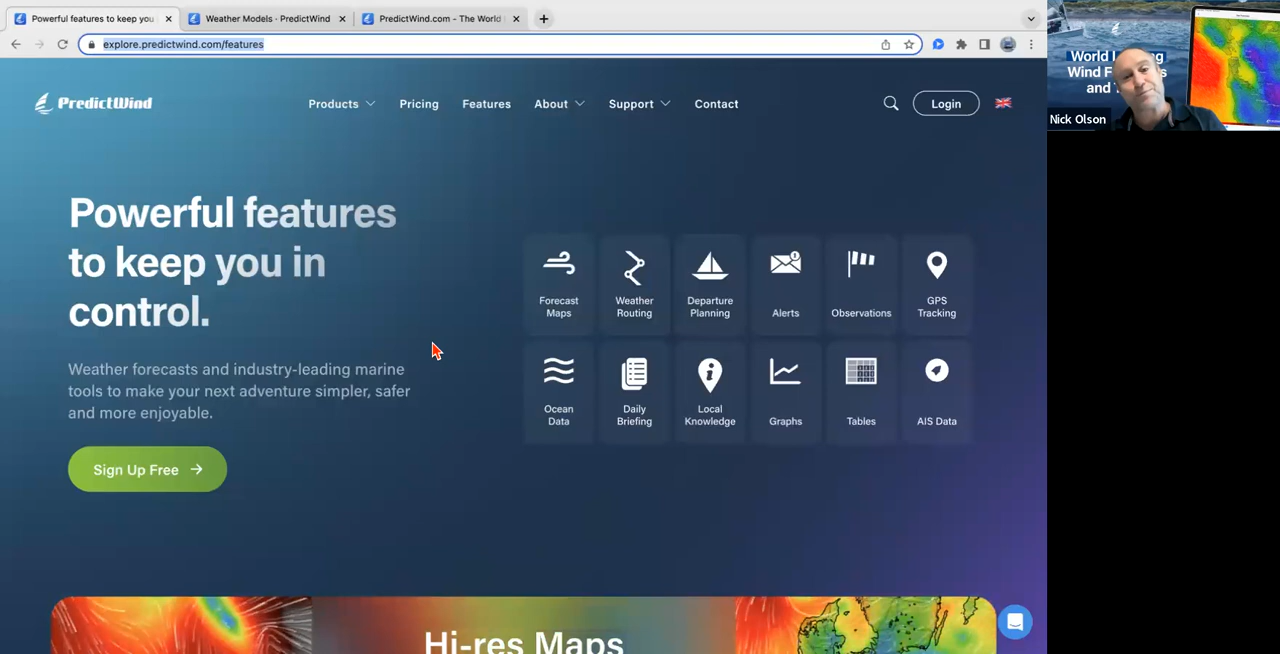 Powerful features to keep you
Weather Models - PredictWind
PredictWind.com - The World
explore.predictwind.com/features
PredictWind
Products
Pricing
Features
About
Support
Contact
Login
Powerful features
to keep you in
control.
Weather forecasts and industry-leading marine
tools to make your next adventure simpler, safer
and more enjoyable.
Sign Up Free
Forecast
Maps
Weather
Routing
Departure
Planning
Alerts
Observations
GPS
Tracking
Ocean
Data
Daily
Briefing
Local
Knowledge
Graphs
Tables
AIS Data
Hi-res Maps
World
Wind
and
Nick Olson